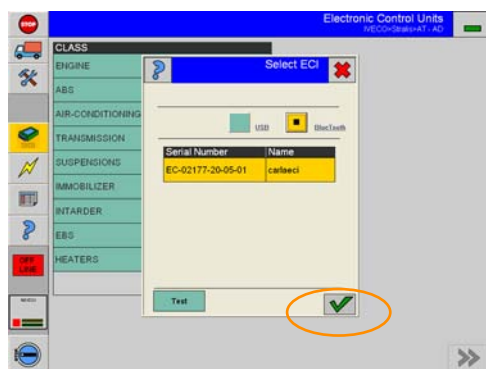 STOP
Electronic Control Units
IVECO>Stralis>AT - AD
CLASS
ENGINE
ABS
AIR-CONDITIONING
TRANSMISSION
SUSPENSIONS
IMMOBILIZER
INTARDER
EBS
HEATERS
Select ECI
USB
BlueTooth
Serial Number Name
EC-02177-20-05-01 carlaeci
Test
OFF
LINE